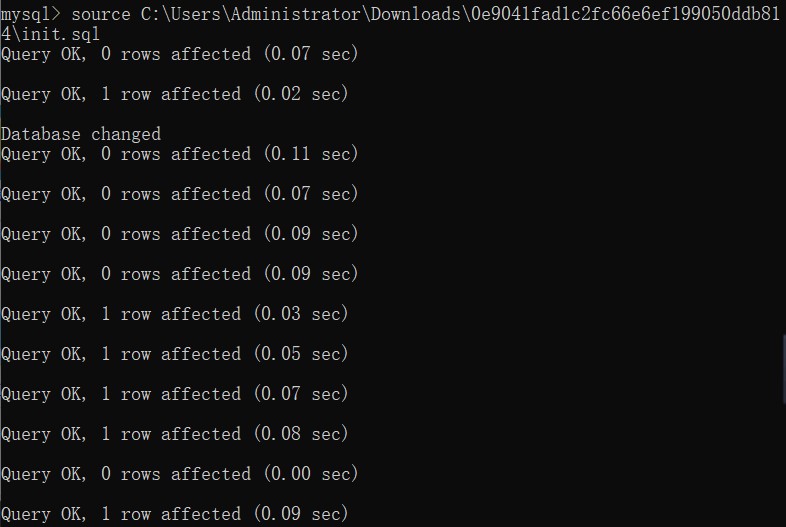 mysql> source C:\Users\Administrator\Downloads\0e9041fad1c2fc66e6ef199050ddb81
4\init.sql
Query OK, 0 rows affected (0.07 sec)
Query OK, 1 row affected (0.02 sec)
Database changed
Query OK, 0 rows affected (0.11 sec)
Query OK, 0 rows affected (0.07 sec)
Query OK, 0 rows affected (0.09 sec)
Query OK, 0 rows affected (0.09 sec)
Query OK, 1 row affected (0.03 sec)
Query OK, 1 row affected (0.05 sec)
Query OK, 1 row affected (0.07 sec)
Query OK, 1 row affected (0.08 sec)
Query OK, 0 rows affected (0.00 sec)
Query OK, 1 row affected (0.09 sec)